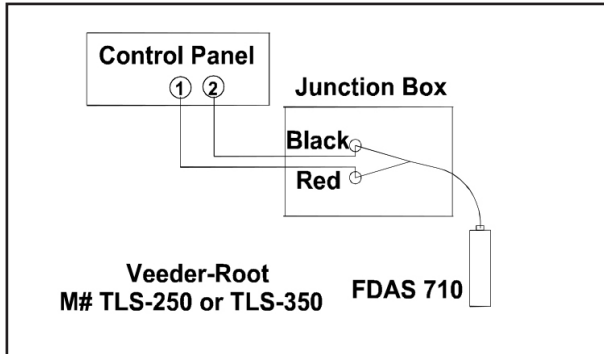 Control Panel
1 2
Junction Box
Black
Red
Veeder-Root
M# TLS-250 or TLS-350
FDAS 710